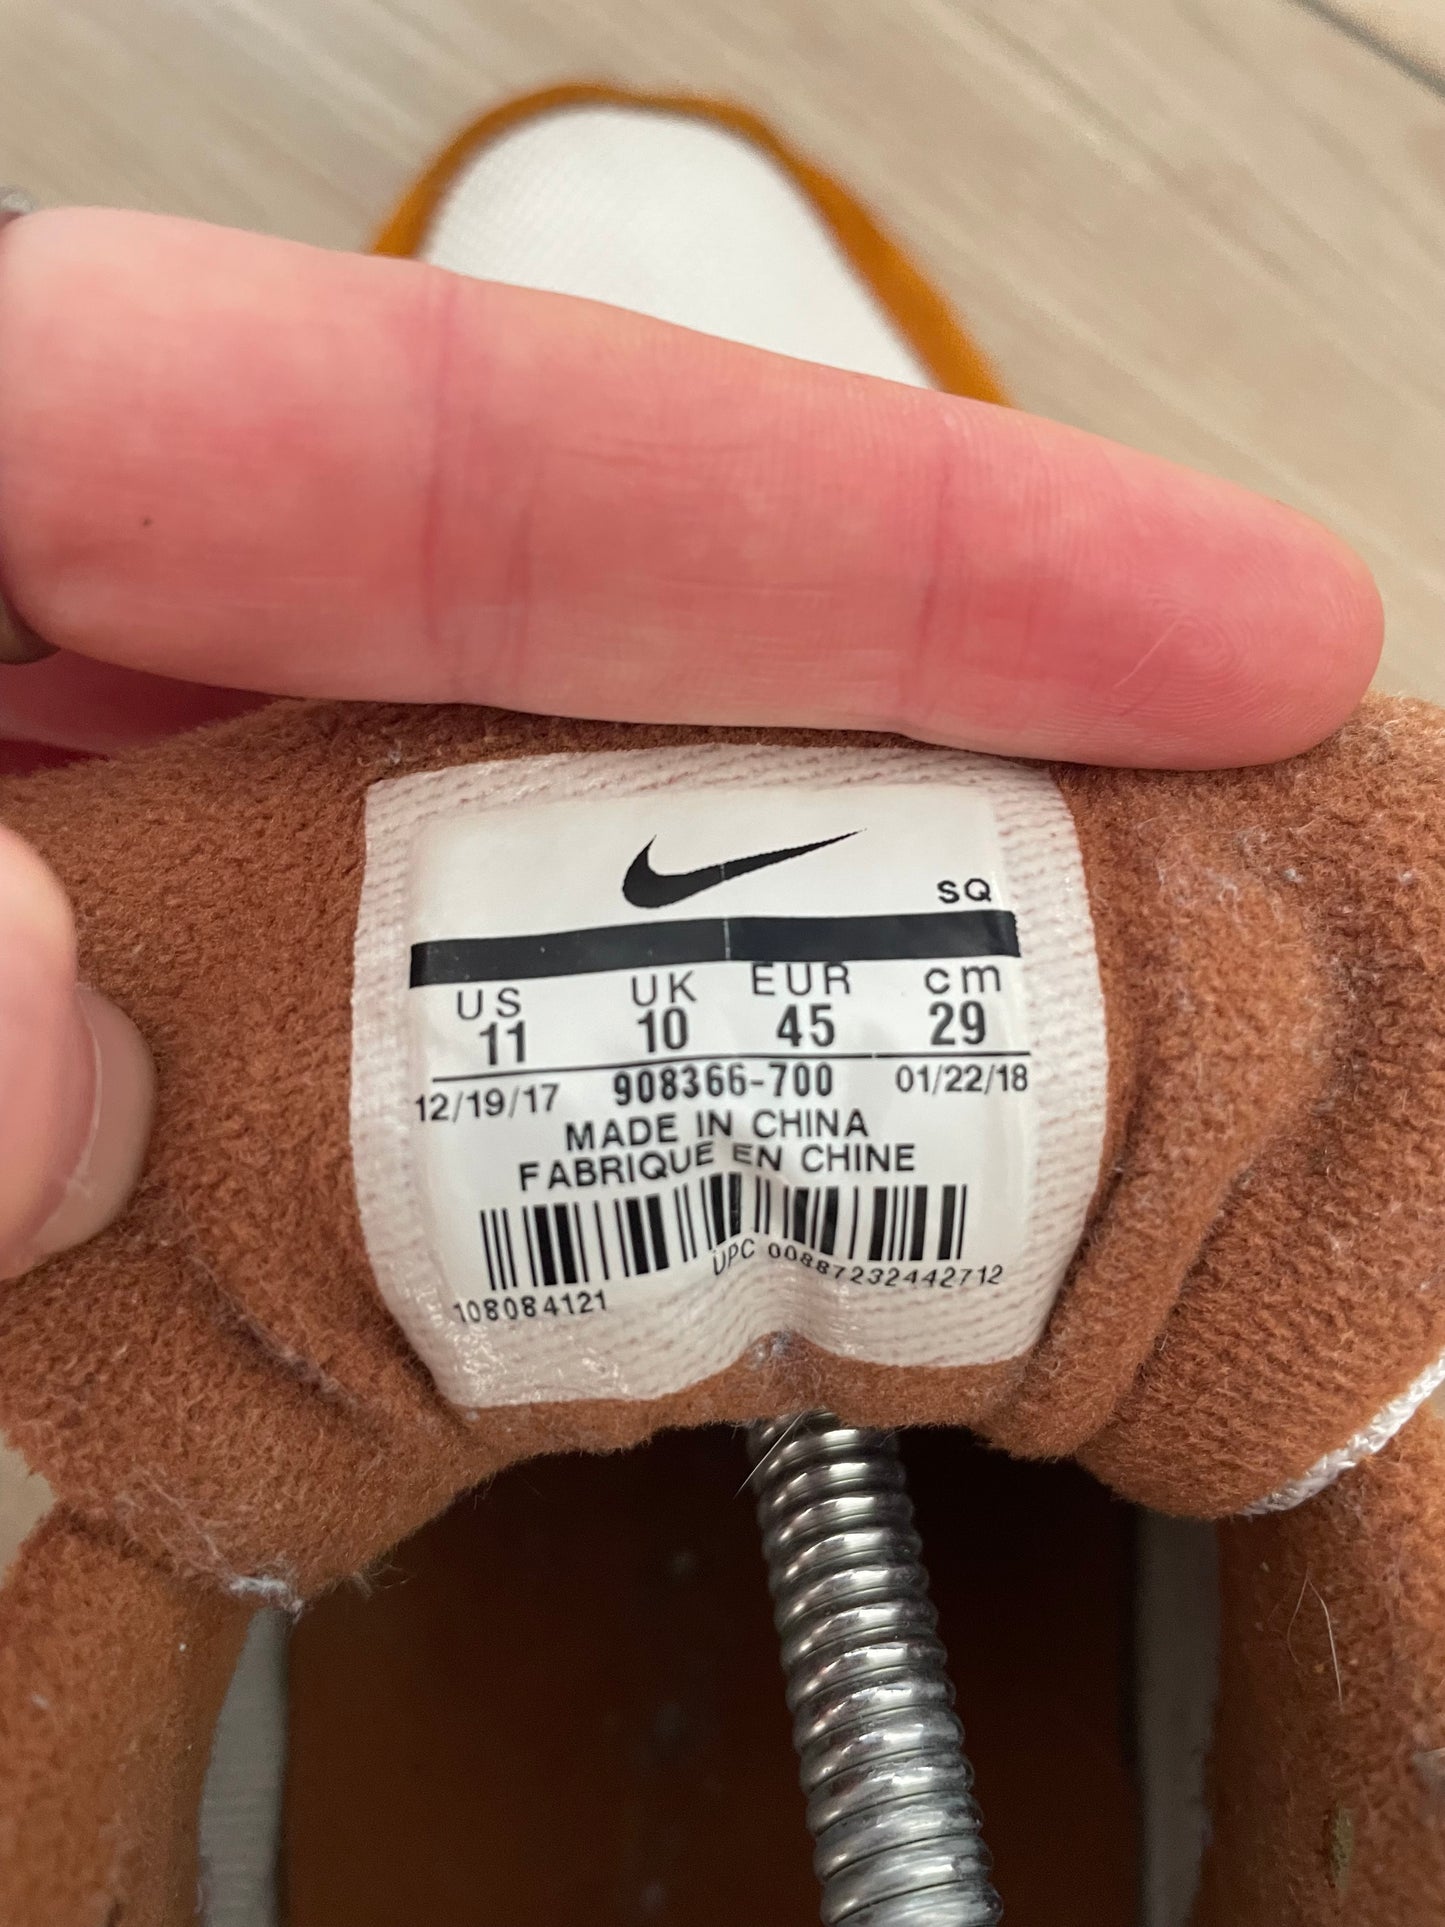 SQ
US UK EUR cm
11 10 45 29
12/19/17 908366-700 01/22/18
MADE IN CHINA
FABRIQUE EN CHINE
UPC 00887232442712
108084121